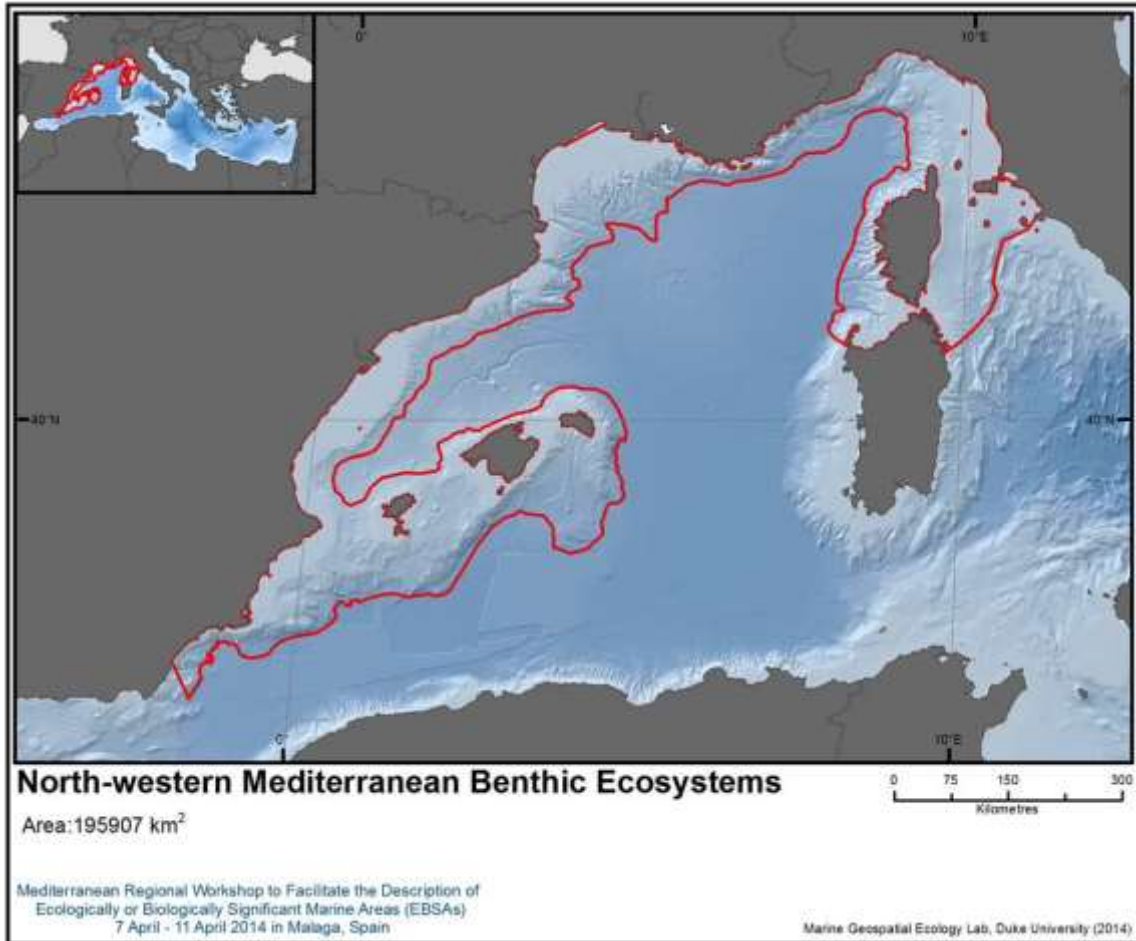 0°
10°E
40°N
40°N
0°
10°E
North-western Mediterranean Benthic Ecosystems
0 75 150 300
Kilometres
Area:195907 km²
Mediterranean Regional Workshop to Facilitate the Description of
Ecologically or Biologically Significant Marine Areas (EBSAs)
7 April - 11 April 2014 in Malaga, Spain
Marine Geospatial Ecology Lab, Duke University (2014)